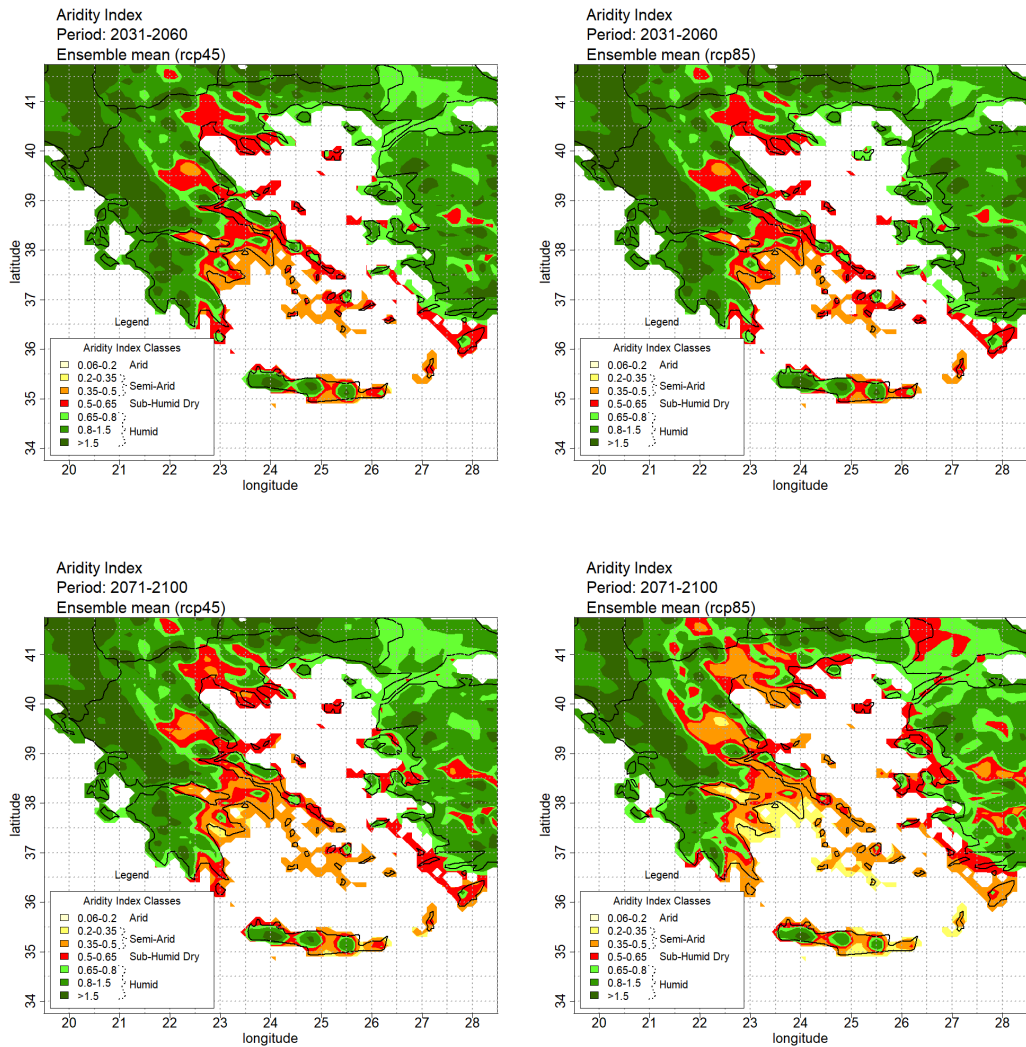 Aridity Index
Period: 2031-2060
Ensemble mean (rcp45)
41
40
39
38
37
36
35
34
latitude
Legend
Aridity Index Classes
0.06-0.2 Arid
0.2-0.35
Semi-Arid
0.35-0.5
0.5-0.65 Sub-Humid Dry
0.65-0.8
0.8-1.5 Humid
>1.5
20 21 22 23 24 25 26 27 28
longitude
Aridity Index
Period: 2031-2060
Ensemble mean (rcp85)
41
40
39
38
37
36
35
34
latitude
Legend
Aridity Index Classes
0.06-0.2 Arid
0.2-0.35
Semi-Arid
0.35-0.5
0.5-0.65 Sub-Humid Dry
0.65-0.8
0.8-1.5 Humid
>1.5
20 21 22 23 24 25 26 27 28
longitude
Aridity Index
Period: 2071-2100
Ensemble mean (rcp45)
41
40
39
38
37
36
35
34
latitude
Legend
Aridity Index Classes
0.06-0.2 Arid
0.2-0.35
Semi-Arid
0.35-0.5
0.5-0.65 Sub-Humid Dry
0.65-0.8
0.8-1.5 Humid
>1.5
20 21 22 23 24 25 26 27 28
longitude
Aridity Index
Period: 2071-2100
Ensemble mean (rcp85)
41
40
39
38
37
36
35
34
latitude
Legend
Aridity Index Classes
0.06-0.2 Arid
0.2-0.35
Semi-Arid
0.35-0.5
0.5-0.65 Sub-Humid Dry
0.65-0.8
0.8-1.5 Humid
>1.5
20 21 22 23 24 25 26 27 28
longitude